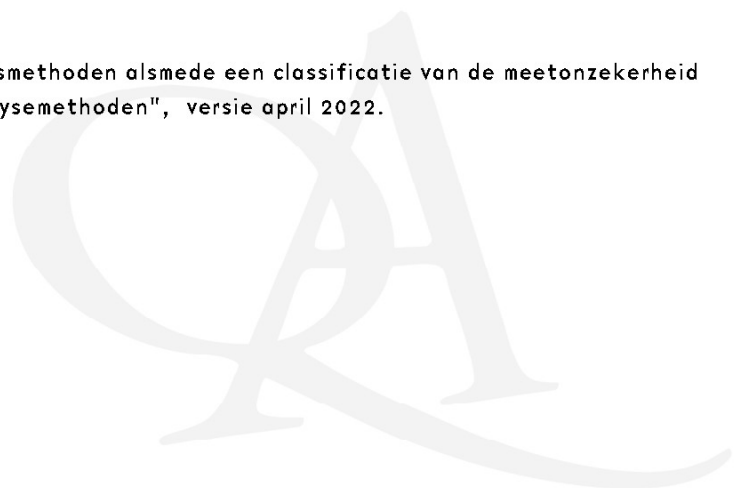 smethoden alsmede een classificatie van de meetonzekerheid
ysemethoden", versie april 2022.